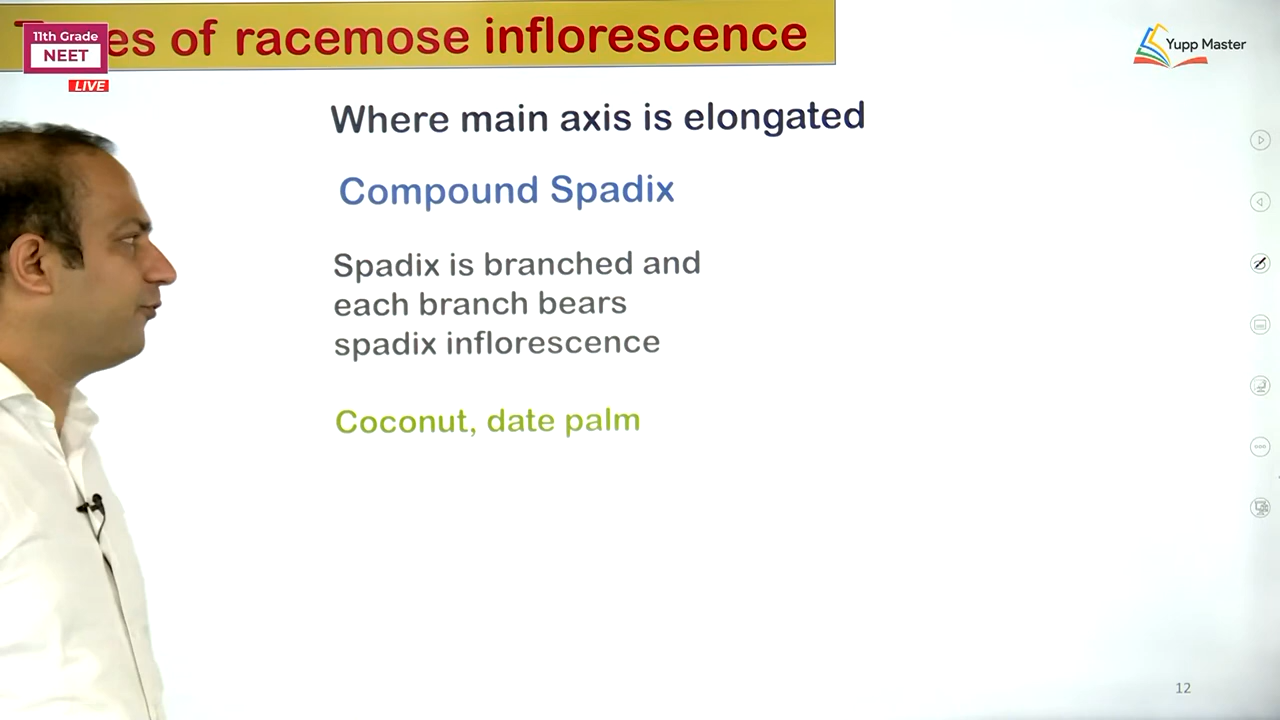 11th Grade
NEET
LIVE
es of racemose inflorescence
Yupp Master
Where main axis is elongated
Compound Spadix
Spadix is branched and
each branch bears
spadix inflorescence
Coconut, date palm
12